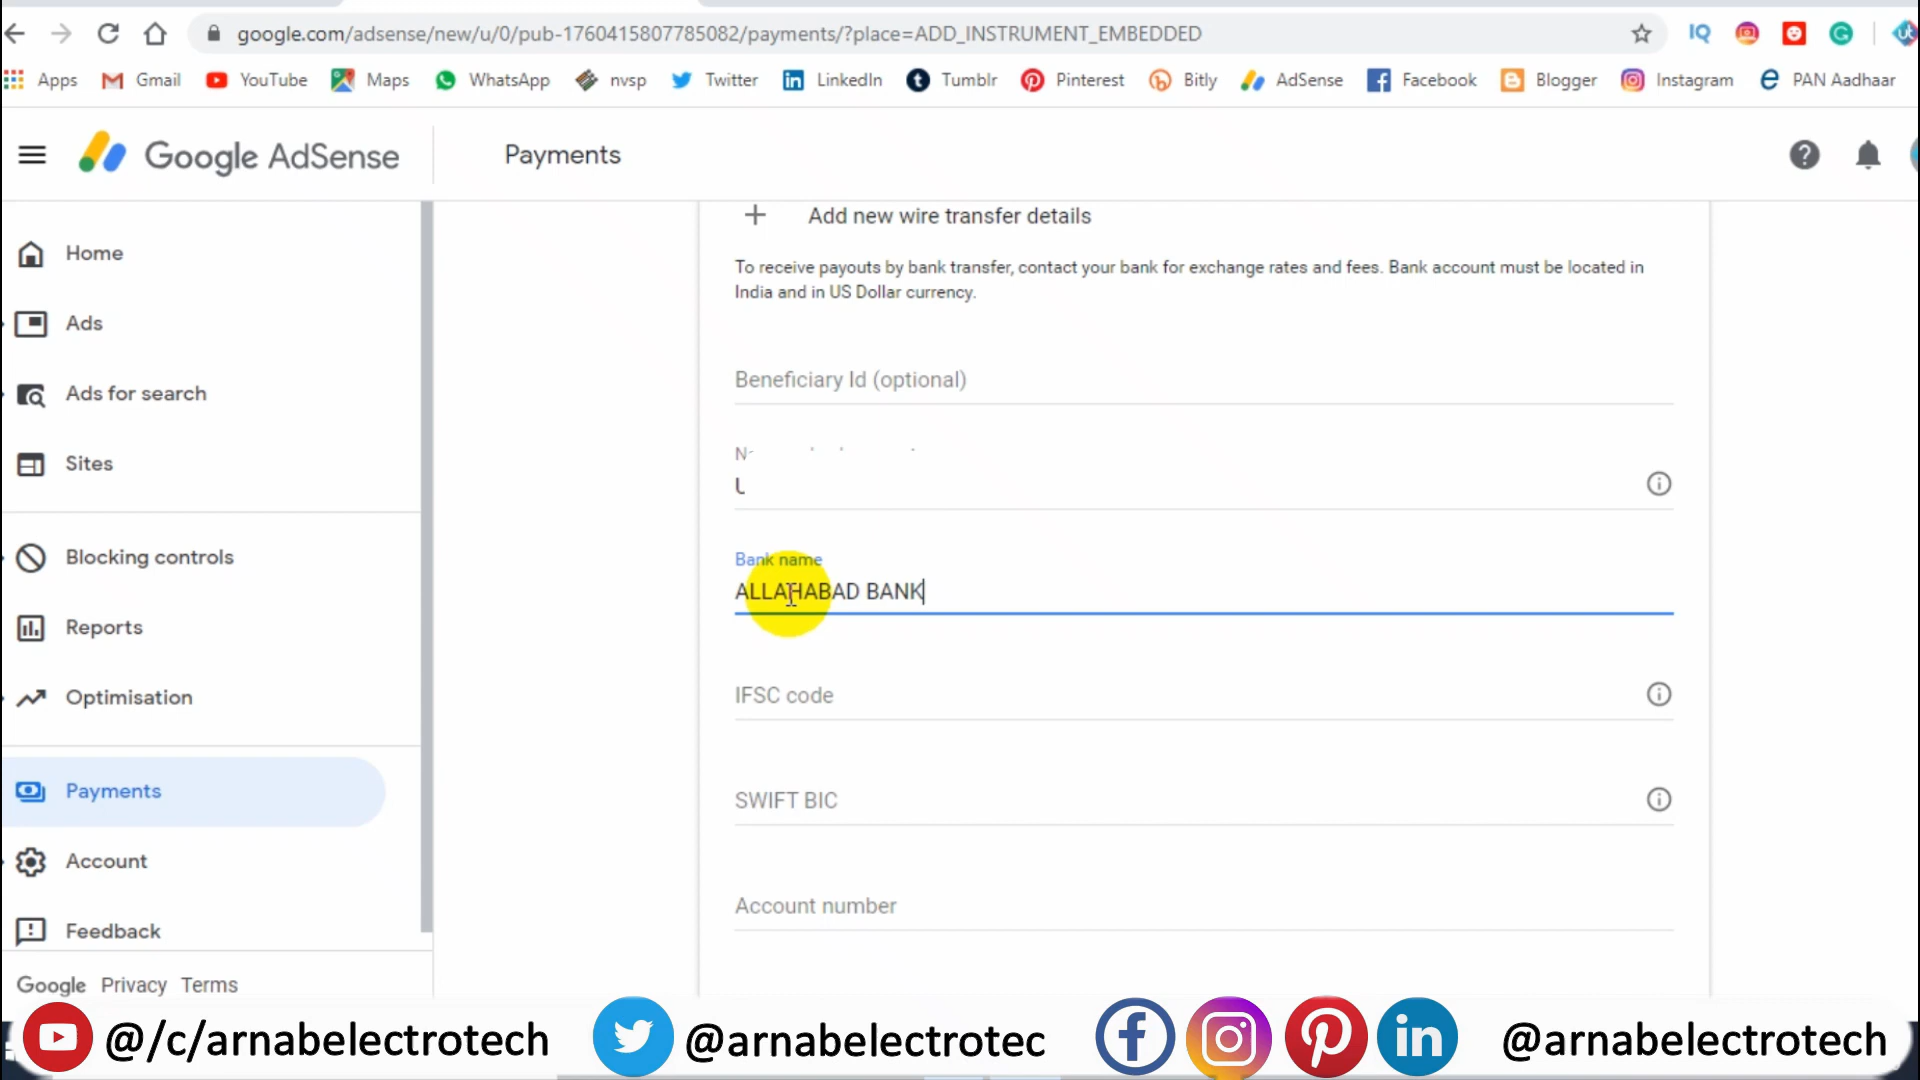 google.com/adsense/new/u/0/pub-1760415807785082/payments/?place=ADD_INSTRUMENT_EMBEDDED
IQ
Apps Gmail YouTube Maps WhatsApp nvsp Twitter LinkedIn Tumblr Pinterest Bitly AdSense Facebook Blogger Instagram PAN Aadhaar
Google AdSense Payments
Home
Ads
Ads for search
Sites
Blocking controls
Reports
Optimisation
Payments
Account
Feedback
Google Privacy Terms
Add new wire transfer details
To receive payouts by bank transfer, contact your bank for exchange rates and fees. Bank account must be located in
India and in US Dollar currency.
Beneficiary Id (optional)
Bank name
ALLAHABAD BANK
IFSC code
SWIFT BIC
Account number
@/c/arnabelectrotech @arnabelectrotec @arnabelectrotech